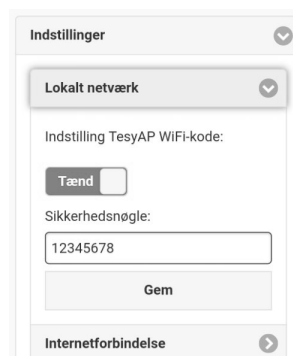 Indstillinger
Lokalt netværk
Indstilling TesyAP WiFi-kode:
Tænd
Sikkerhedsnøgle:
12345678
Gem
Internetforbindelse